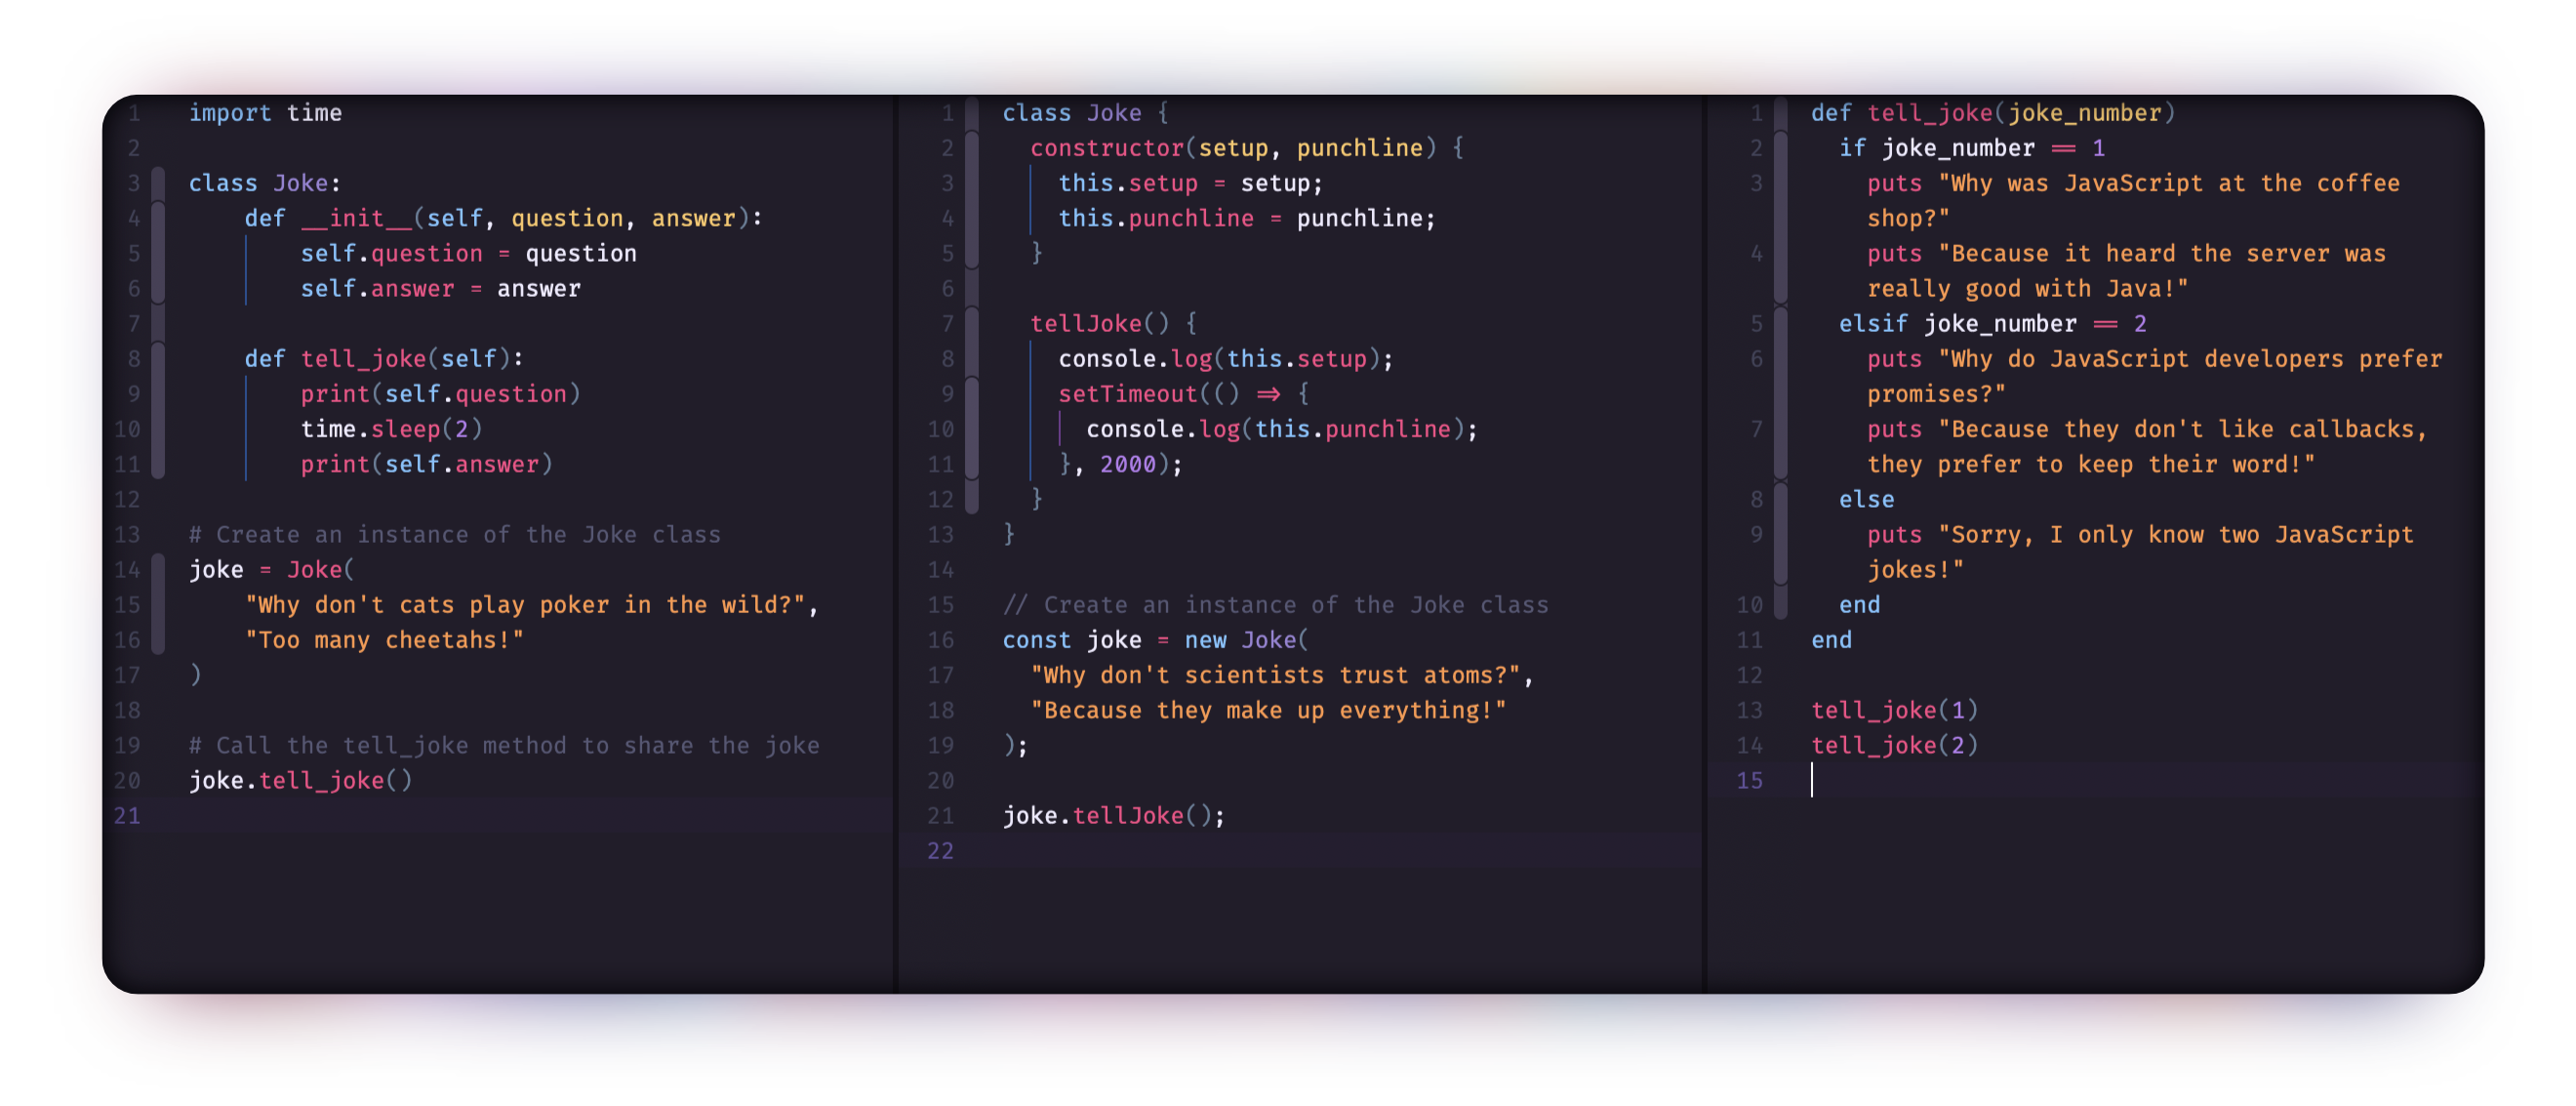 1 import time
2
3 class Joke:
4     def __init__(self, question, answer):
5         self.question = question
6         self.answer = answer
7
8     def tell_joke(self):
9         print(self.question)
10         time.sleep(2)
11         print(self.answer)
12
13 # Create an instance of the Joke class
14 joke = Joke(
15     "Why don't cats play poker in the wild?",
16     "Too many cheetahs!"
17 )
18
19 # Call the tell_joke method to share the joke
20 joke.tell_joke()
21
1 class Joke {
2   constructor(setup, punchline) {
3     this.setup = setup;
4     this.punchline = punchline;
5   }
6
7   tellJoke() {
8     console.log(this.setup);
9     setTimeout(() => {
10       console.log(this.punchline);
11     }, 2000);
12   }
13 }
14
15 // Create an instance of the Joke class
16 const joke = new Joke(
17   "Why don't scientists trust atoms?",
18   "Because they make up everything!"
19 );
20
21 joke.tellJoke();
22
1 def tell_joke(joke_number)
2   if joke_number == 1
3     puts "Why was JavaScript at the coffee
shop?"
4     puts "Because it heard the server was
really good with Java!"
5   elsif joke_number == 2
6     puts "Why do JavaScript developers prefer
promises?"
7     puts "Because they don't like callbacks,
they prefer to keep their word!"
8   else
9     puts "Sorry, I only know two JavaScript
jokes!"
10   end
11 end
12
13 tell_joke(1)
14 tell_joke(2)
15